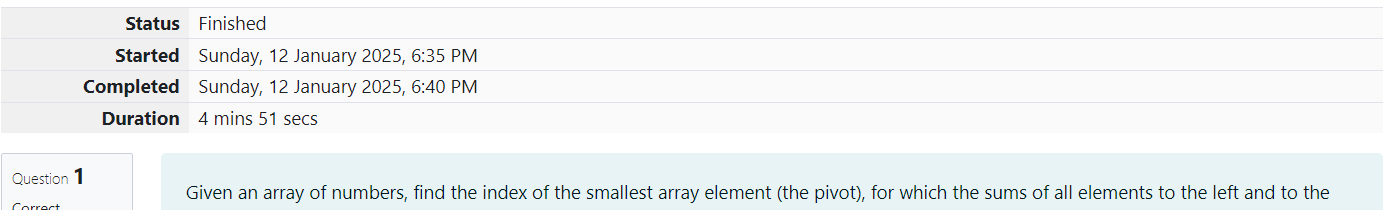 Status Finished
Started Sunday, 12 January 2025, 6:35 PM
Completed Sunday, 12 January 2025, 6:40 PM
Duration 4 mins 51 secs
Question 1
Correct
Given an array of numbers, find the index of the smallest array element (the pivot), for which the sums of all elements to the left and to the